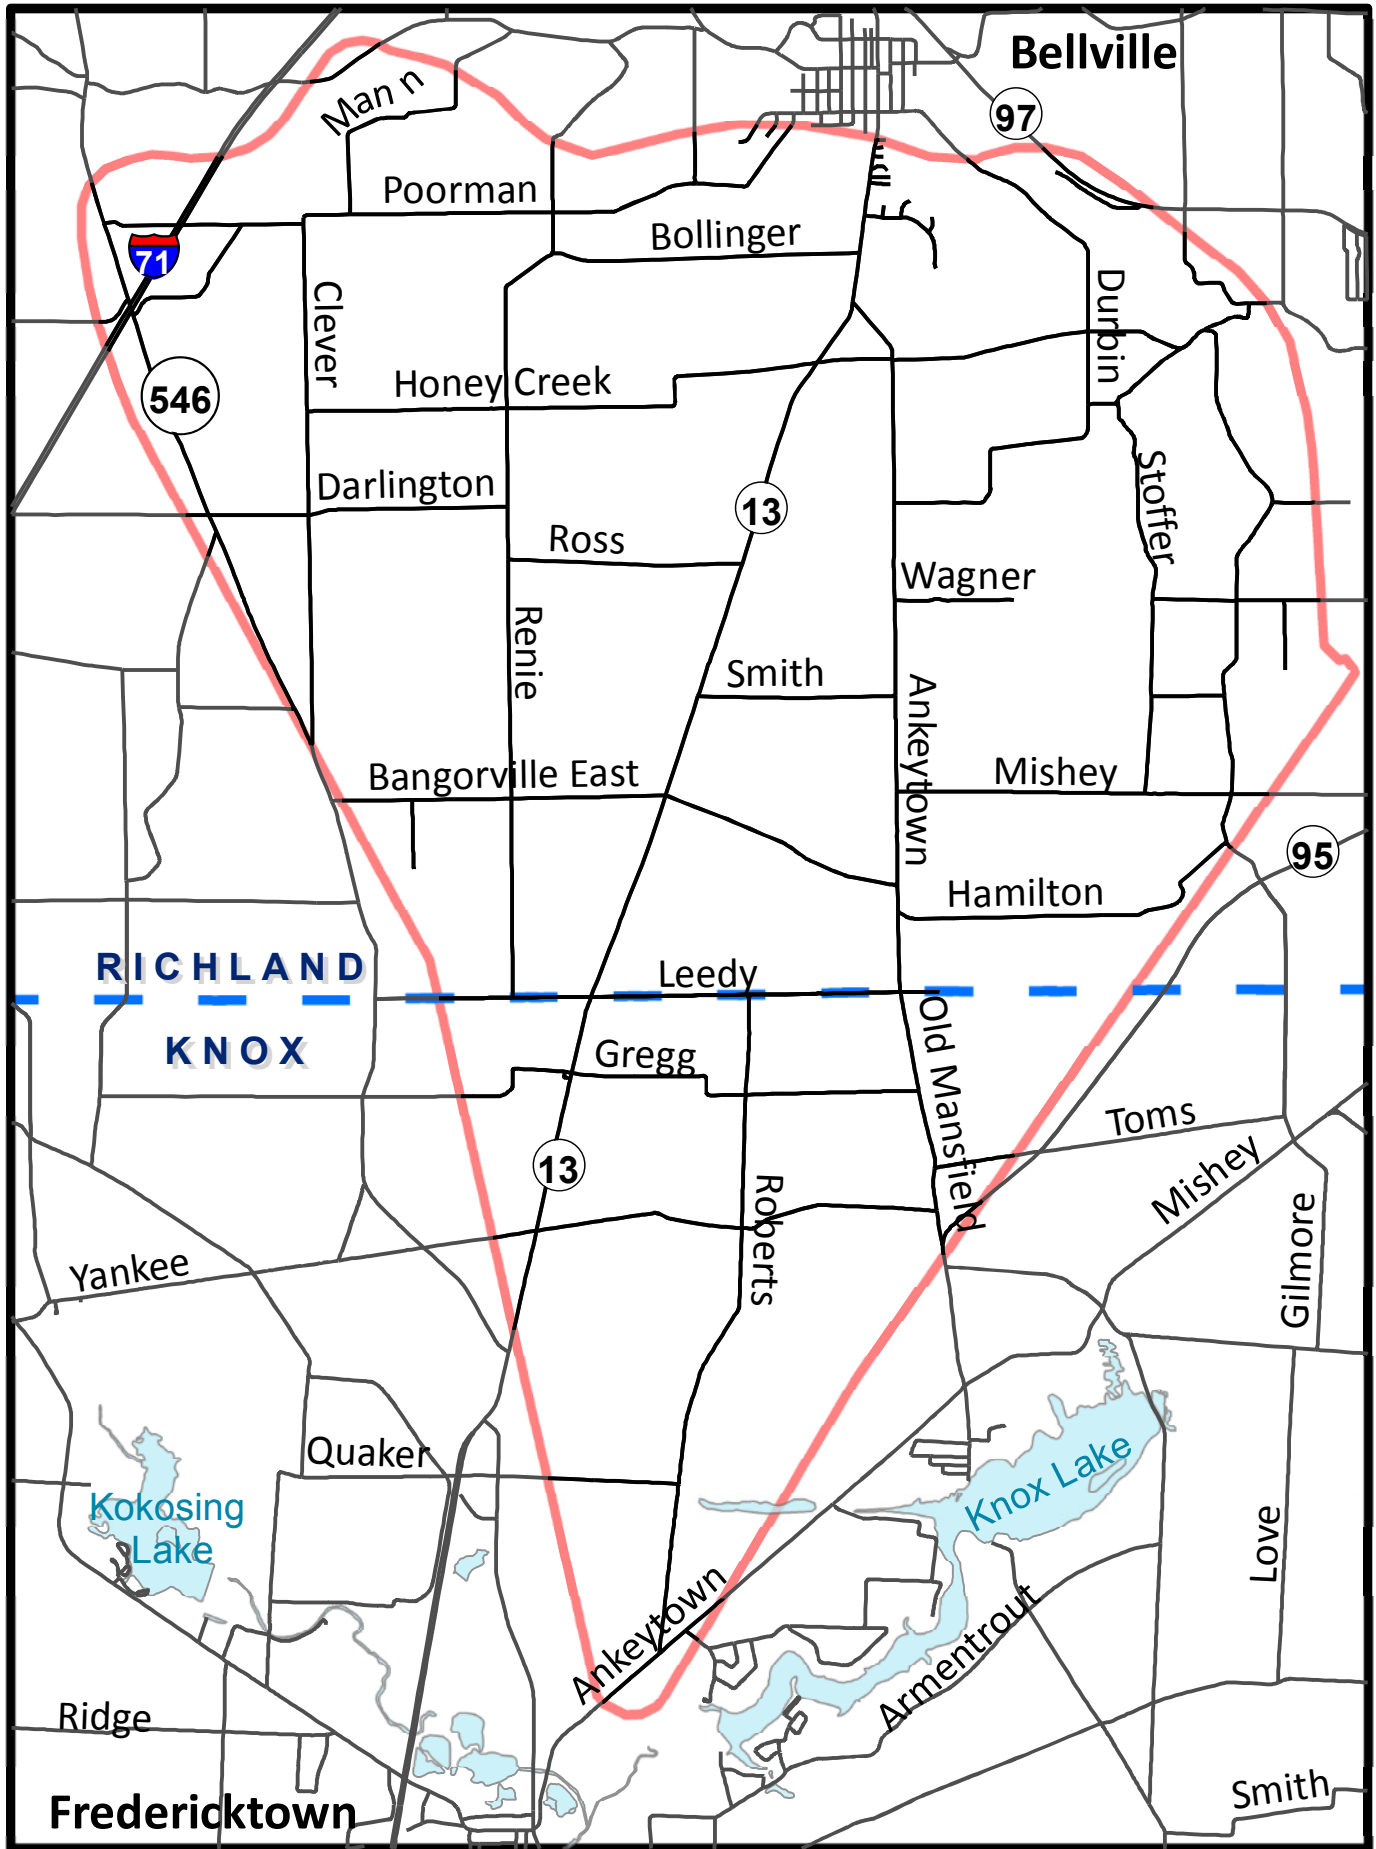 Bellville
97
Man n
Poorman
Bollinger
71
Clever
Durbin
546
Honey Creek
Darlington
Stoffer
13
Ross
Wagner
Renie
Smith
Ankeytown
Bangorville East
Mishey
95
Hamilton
RICHLAND
Leedy
KNOX
Old Mansfield
Gregg
Toms
13
Mishey
Roberts
Gilmore
Yankee
Quaker
Knox Lake
Kokosing
Lake
Love
Ankeytown
Armentrout
Ridge
Smith
Fredericktown